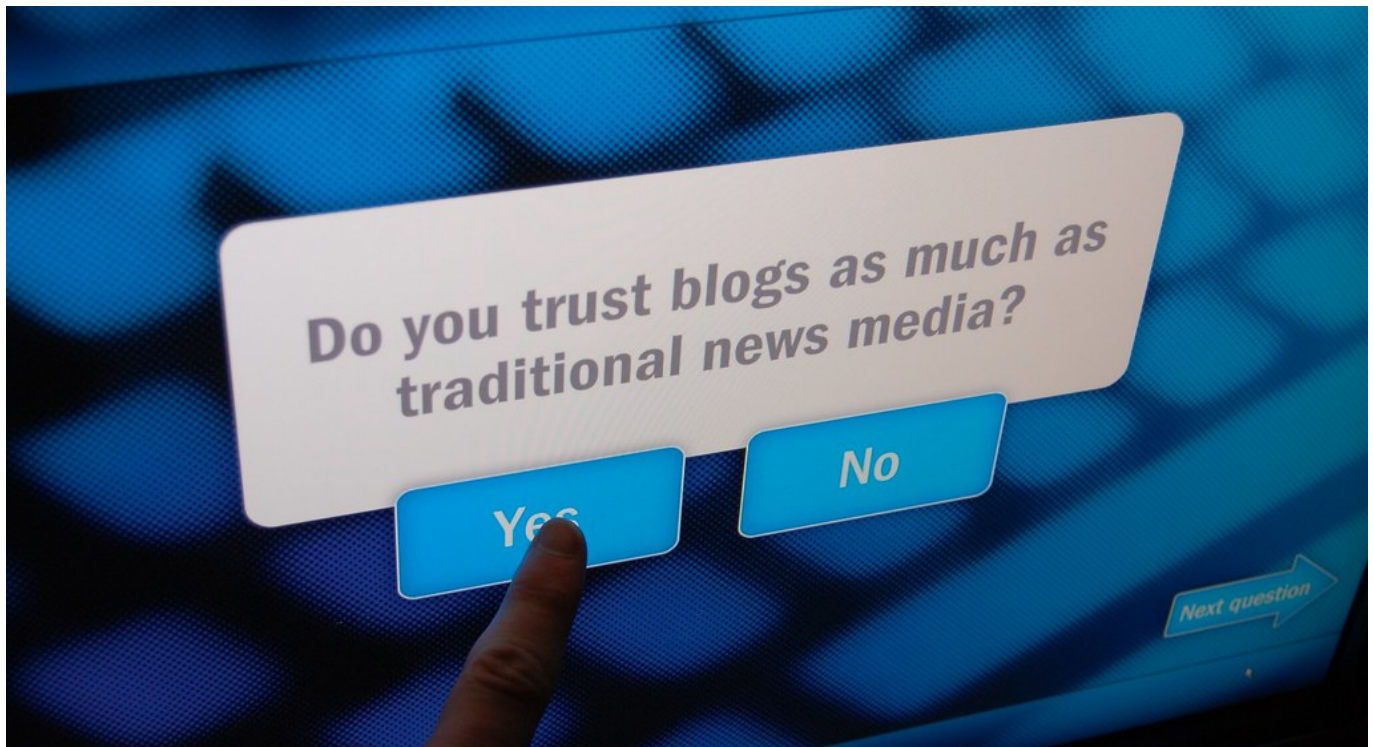 Do you trust blogs as much as
traditional news media?
Yes
No
Next question